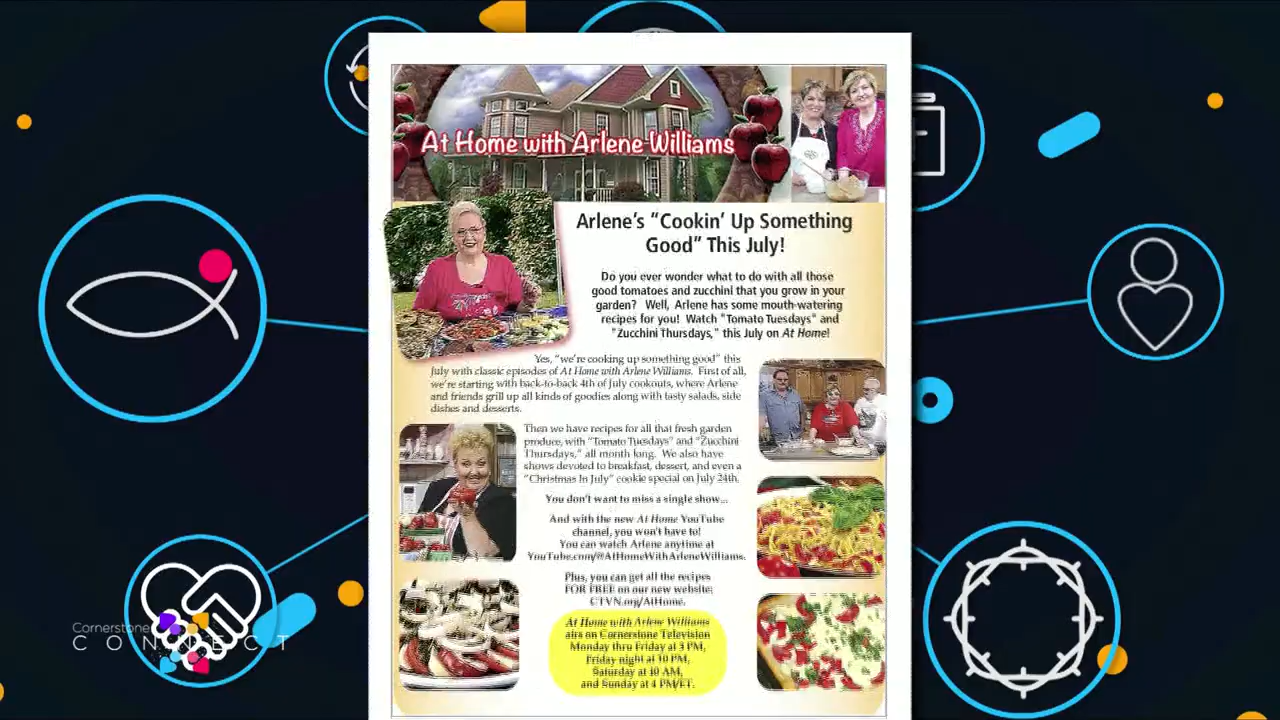 At Home with Arlene Williams
Arlene's "Cookin' Up Something
Good" This July!
Do you ever wonder what to do with all those
good tomatoes and zucchini that you grow in your
garden? Well, Arlene has some mouth-watering
recipes for you! Watch "Tomato Tuesdays" and
"Zucchini Thursdays," this July on At Home!
Yes, "we're cooking up something good" this
July with classic episodes of At Home with Arlene Williams. First of all,
we're starting with back-to-back 4th of July cookouts, where Arlene
and friends grill up all kinds of goodies along with tasty salads, side
dishes and desserts.
Then we have recipes for all that fresh garden
produce, with "Tomato Tuesdays" and "Zucchini
Thursdays," all month long. We also have
shows devoted to breakfast, dessert, and even a
"Christmas In July" cookie special on July 24th.
You don't want to miss a single show...
And with the new At Home YouTube
channel, you won't have to!
You can watch Arlene anytime at
YouTube.com/@AtHomeWithArleneWilliams.
Plus, you can get all the recipes
FOR FREE on our new website:
CTVN.org/AtHome.
At Home with Arlene Williams
airs on Cornerstone Television
Monday thru Friday at 3 PM,
Friday night at 10 PM,
Saturday at 10 AM,
and Sunday at 4 PM/ET.
Cornerstone
CONNECT